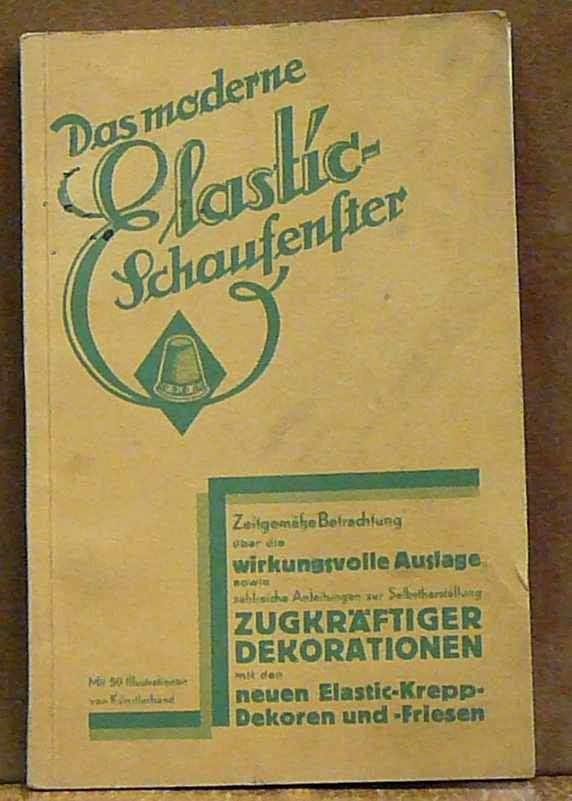 Das moderne
Elastic-
Schaufenster
Zeitgemäße Betrachtung
über die
wirkungsvolle Auslage
sowie
zahlreiche Anleitungen zur Selbstherstellung
ZUGKRÄFTIGER
DEKORATIONEN
mit den
neuen Elastic-Krepp-
Dekoren und -Friesen
Mit 50 Illustrationen
von Künstlerhand